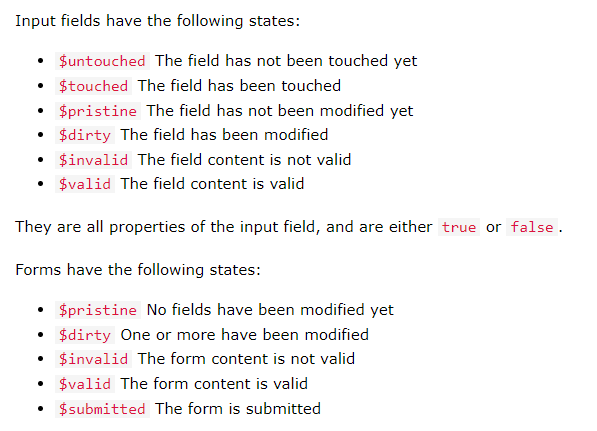 Input fields have the following states:
• $untouched The field has not been touched yet
• $touched The field has been touched
• $pristine The field has not been modified yet
• $dirty The field has been modified
• $invalid The field content is not valid
• $valid The field content is valid
They are all properties of the input field, and are either true or false .
Forms have the following states:
• $pristine No fields have been modified yet
• $dirty One or more have been modified
• $invalid The form content is not valid
• $valid The form content is valid
• $submitted The form is submitted